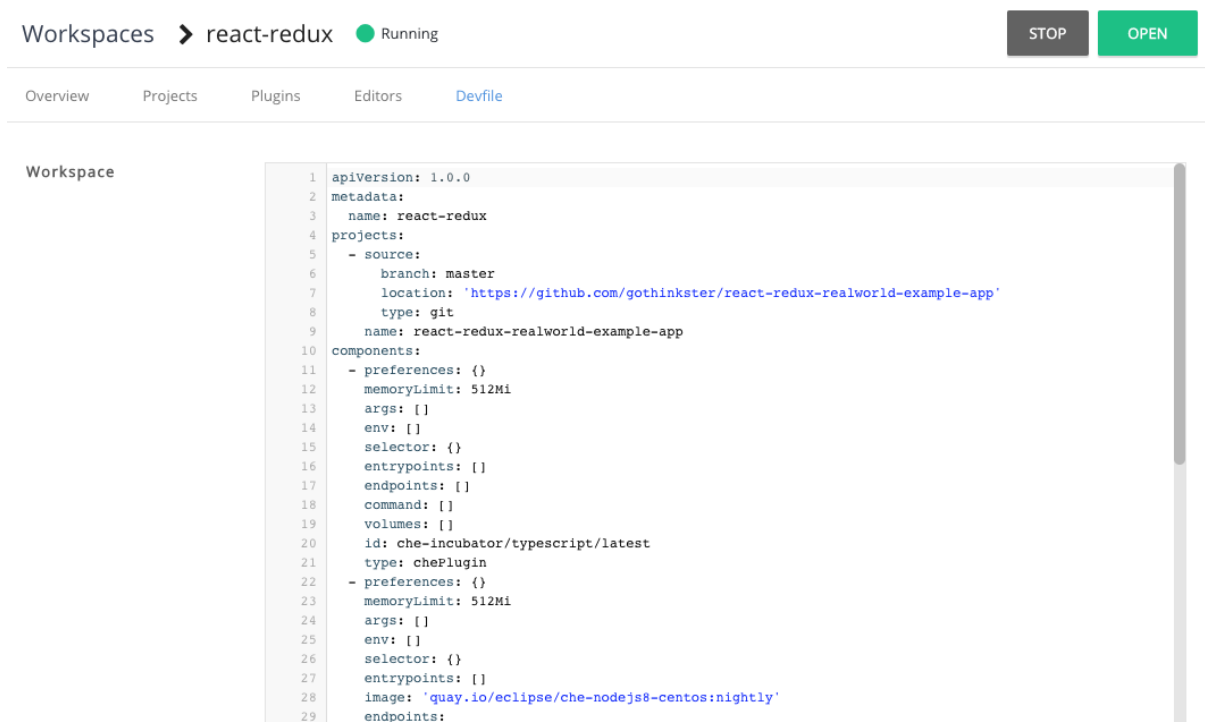 Workspaces > react-redux Running STOP OPEN
Overview Projects Plugins Editors Devfile
Workspace
1 apiVersion: 1.0.0
2 metadata:
3   name: react-redux
4 projects:
5   - source:
6       branch: master
7       location: 'https://github.com/gothinkster/react-redux-realworld-example-app'
8       type: git
9     name: react-redux-realworld-example-app
10 components:
11   - preferences: {}
12     memoryLimit: 512Mi
13     args: []
14     env: []
15     selector: {}
16     entrypoints: []
17     endpoints: []
18     command: []
19     volumes: []
20     id: che-incubator/typescript/latest
21     type: chePlugin
22   - preferences: {}
23     memoryLimit: 512Mi
24     args: []
25     env: []
26     selector: {}
27     entrypoints: []
28     image: 'quay.io/eclipse/che-nodejs8-centos:nightly'
29     endpoints: